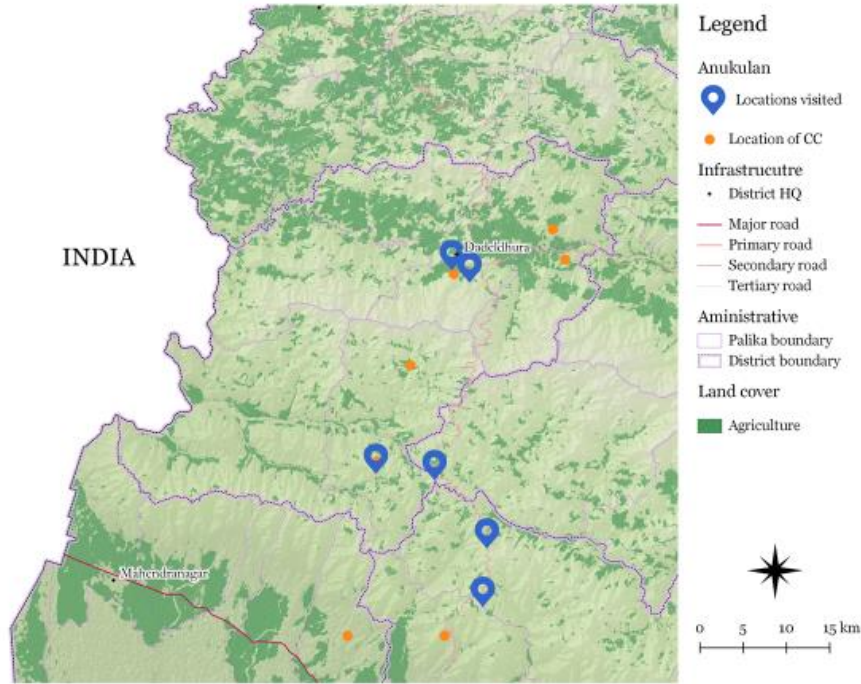 Legend
Anukulan
Locations visited
Location of CC
Infrastrucutre
District HQ
Major road
Primary road
Secondary road
Tertiary road
Aministrative
Palika boundary
District boundary
Land cover
Agriculture
INDIA
Dadeldhura
Mahendranagar
0 5 10 15 km